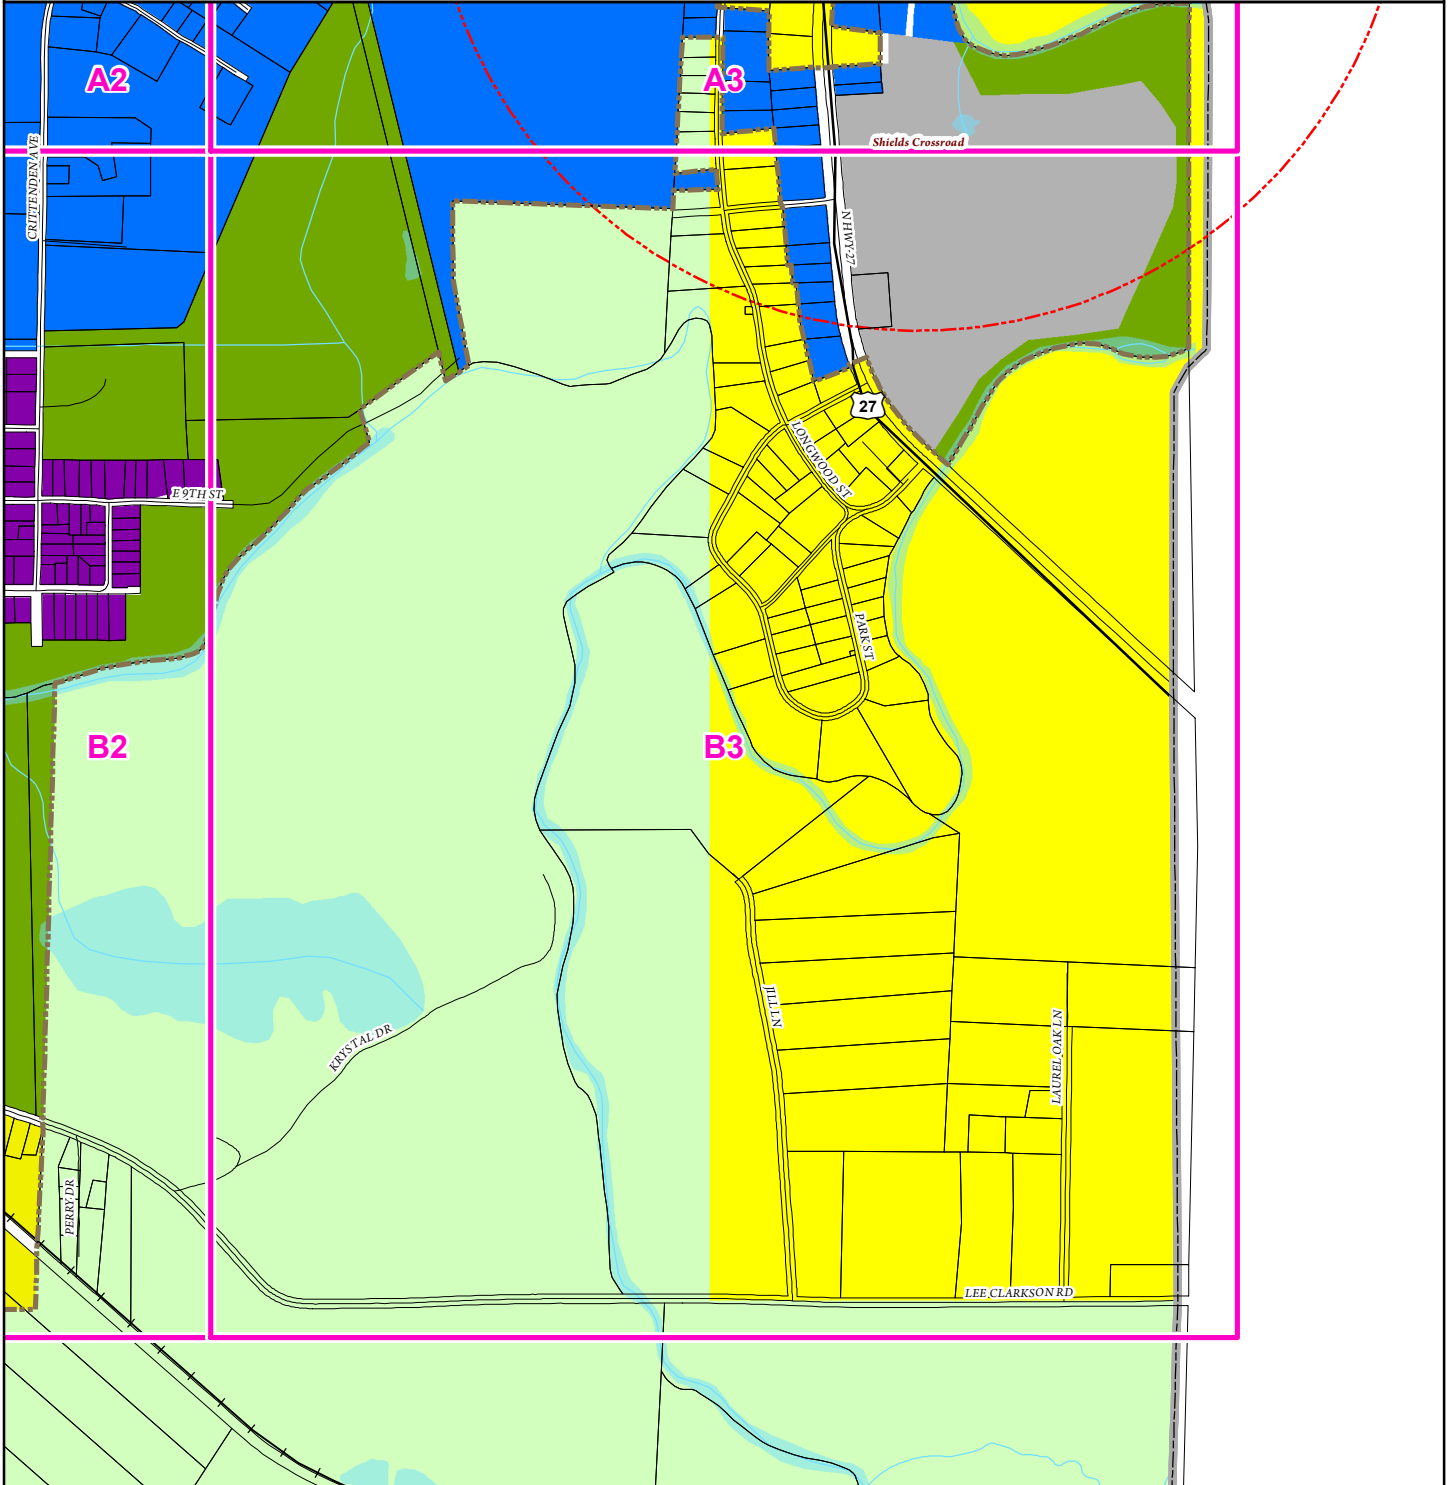 A2
A3
CRITTENDEN AVE
Shields Crossroad
N HWY 27
27
LONGWOOD ST
E 9TH ST
PARK ST
B2
B3
JILL LN
LAUREL OAK LN
KRYSTAL DR
PERRY DR
LEE CLARKSON RD